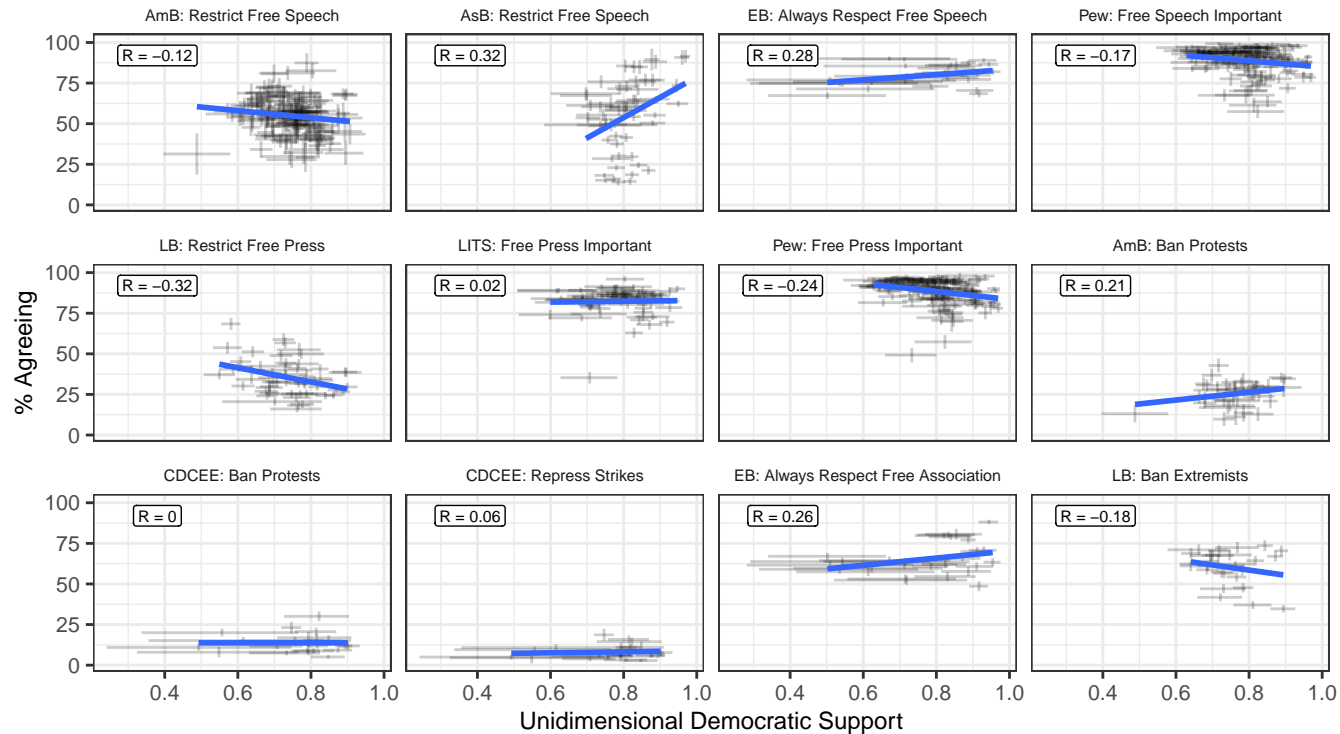 AmB: Restrict Free Speech
AsB: Restrict Free Speech
EB: Always Respect Free Speech
Pew: Free Speech Important
R = −0.12
R = 0.32
R = 0.28
R = −0.17
100
75
50
25
0
LB: Restrict Free Press
LITS: Free Press Important
Pew: Free Press Important
AmB: Ban Protests
R = −0.32
R = 0.02
R = −0.24
R = 0.21
100
75
50
25
0
% Agreeing
CDCEE: Ban Protests
CDCEE: Repress Strikes
EB: Always Respect Free Association
LB: Ban Extremists
R = 0
R = 0.06
R = 0.26
R = −0.18
100
75
50
25
0
0.4 0.6 0.8 1.0
0.4 0.6 0.8 1.0
0.4 0.6 0.8 1.0
0.4 0.6 0.8 1.0
Unidimensional Democratic Support